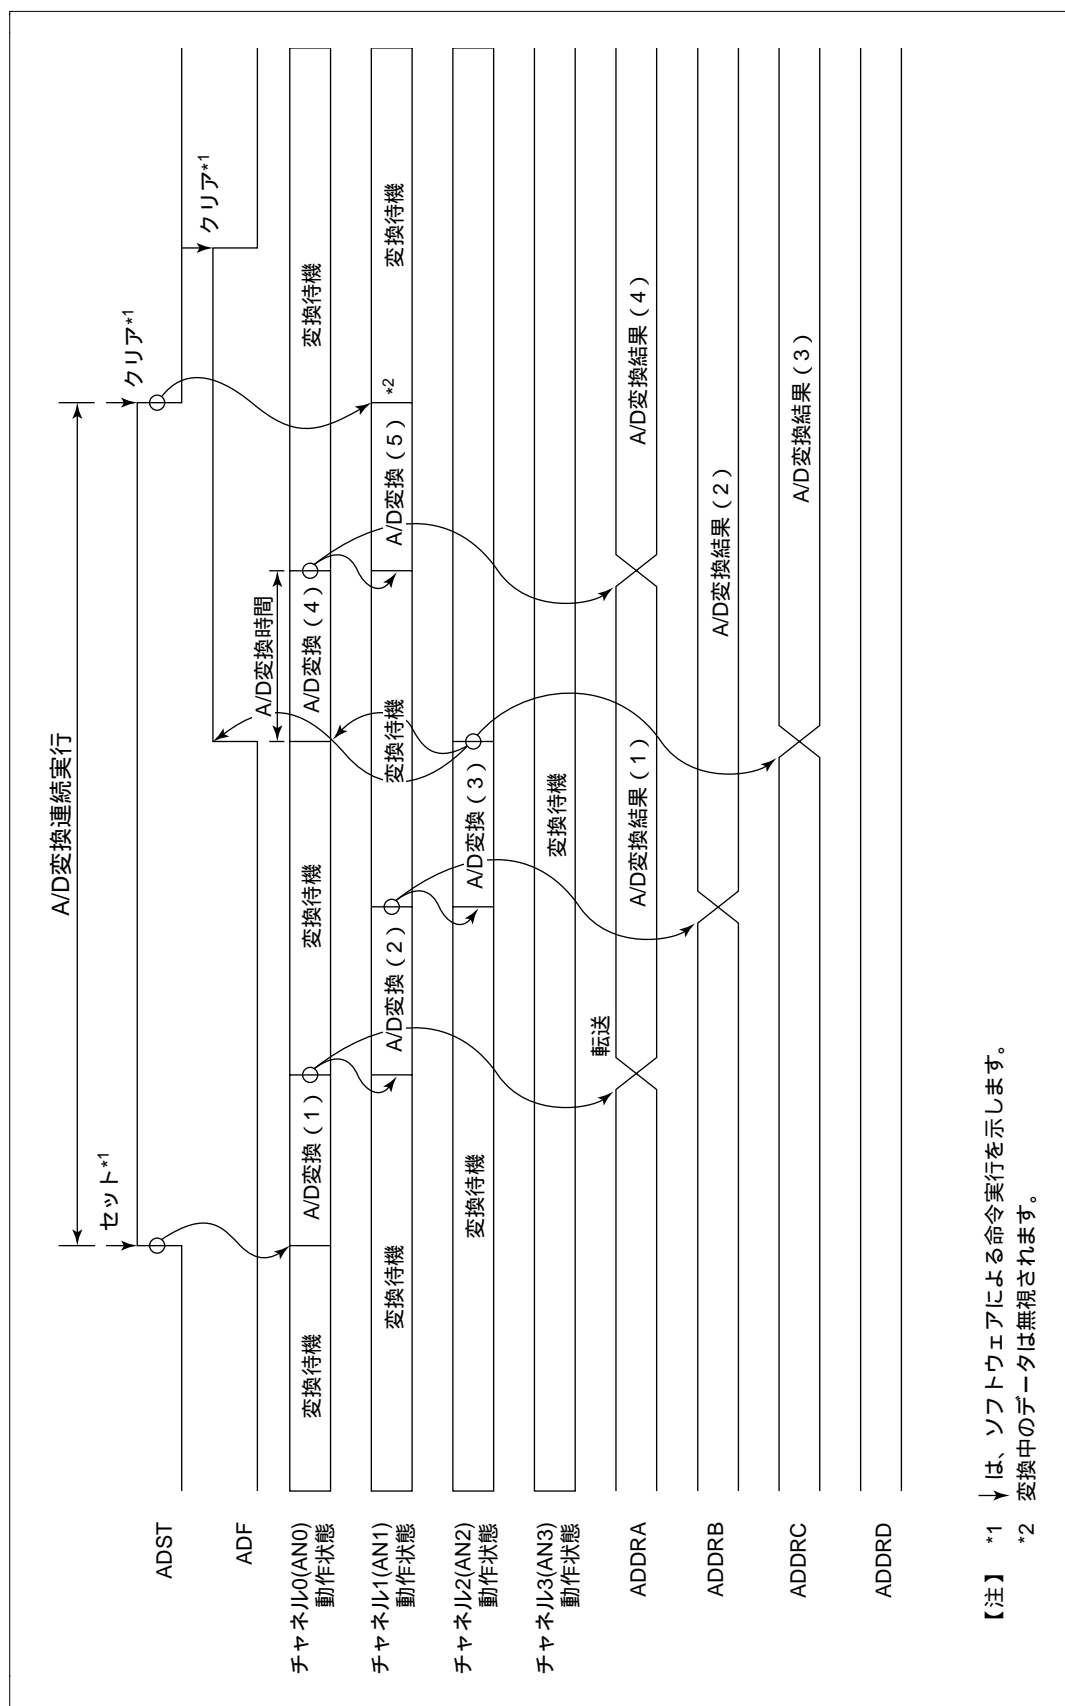 A/D変換連続実行
セット*1
クリア*1
クリア*1
ADST
ADF
A/D変換時間
チャネル0(AN0)
動作状態
変換待機
A/D変換（1）
変換待機
A/D変換（4）
変換待機
チャネル1(AN1)
動作状態
変換待機
A/D変換（2）
変換待機
A/D変換（5）
*2
変換待機
チャネル2(AN2)
動作状態
変換待機
A/D変換（3）
チャネル3(AN3)
動作状態
変換待機
転送
ADDRA
A/D変換結果（1）
A/D変換結果（4）
ADDRB
A/D変換結果（2）
ADDRC
A/D変換結果（3）
ADDRD
【注】 *1 ↓ は、ソフトウェアによる命令実行を示します。
*2 変換中のデータは無視されます。